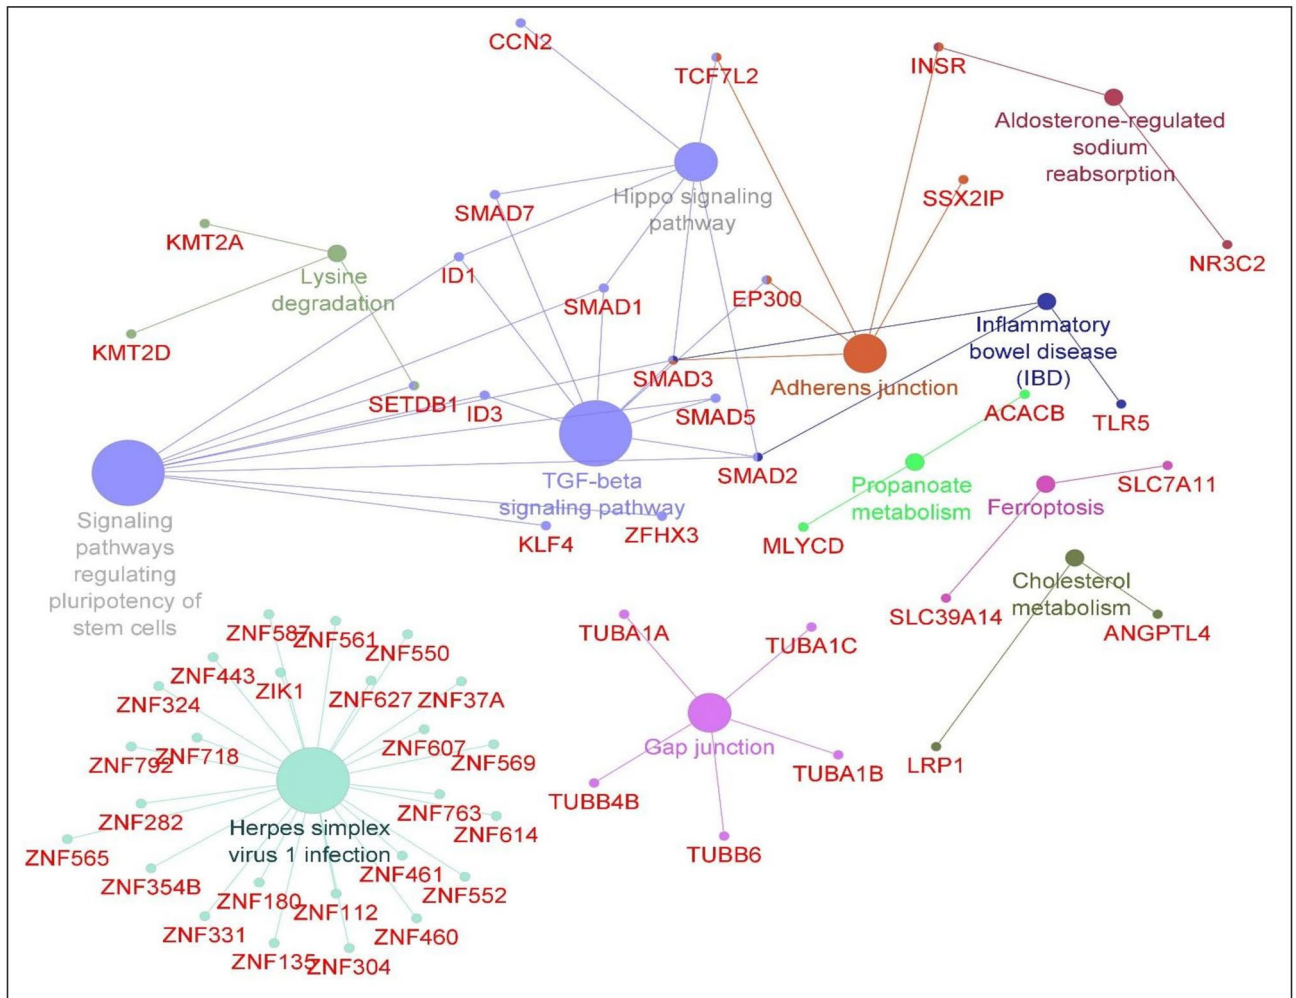 CCN2
TCF7L2
INSR
Aldosterone-regulated
sodium
reabsorption
SSX2IP
Hippo signaling
pathway
SMAD7
KMT2A
NR3C2
ID1
Lysine
degradation
EP300
SMAD1
Inflammatory
bowel disease
(IBD)
KMT2D
SMAD3
Adherens junction
SETDB1
ID3
SMAD5
ACACB
TLR5
SMAD2
TGF-beta
signaling pathway
Propanoate
metabolism
SLC7A11
Ferroptosis
Signaling
pathways
regulating
pluripotency of
stem cells
KLF4
ZFHX3
MLYCD
Cholesterol
metabolism
SLC39A14
ANGPTL4
ZNF587
ZNF561
ZNF550
TUBA1A
TUBA1C
ZNF443
ZIK1
ZNF627
ZNF37A
ZNF324
ZNF607
Gap junction
ZNF718
ZNF792
ZNF569
TUBA1B
LRP1
TUBB4B
ZNF763
ZNF282
Herpes simplex
virus 1 infection
ZNF614
TUBB6
ZNF565
ZNF461
ZNF354B
ZNF552
ZNF180
ZNF112
ZNF331
ZNF460
ZNF135
ZNF304